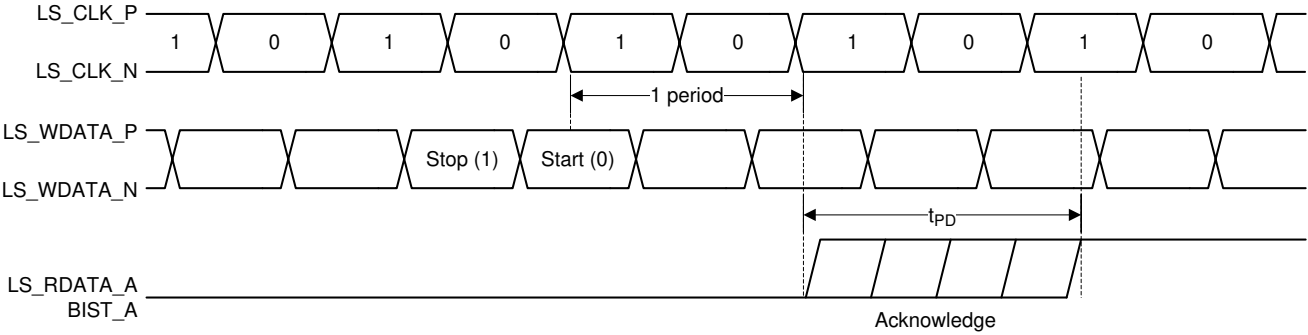 LS_CLK_P
1 0 1 0 1 0 1 0 1 0
LS_CLK_N
1 period
LS_WDATA_P
Stop (1) Start (0)
LS_WDATA_N
tPD
LS_RDATA_A
BIST_A
Acknowledge